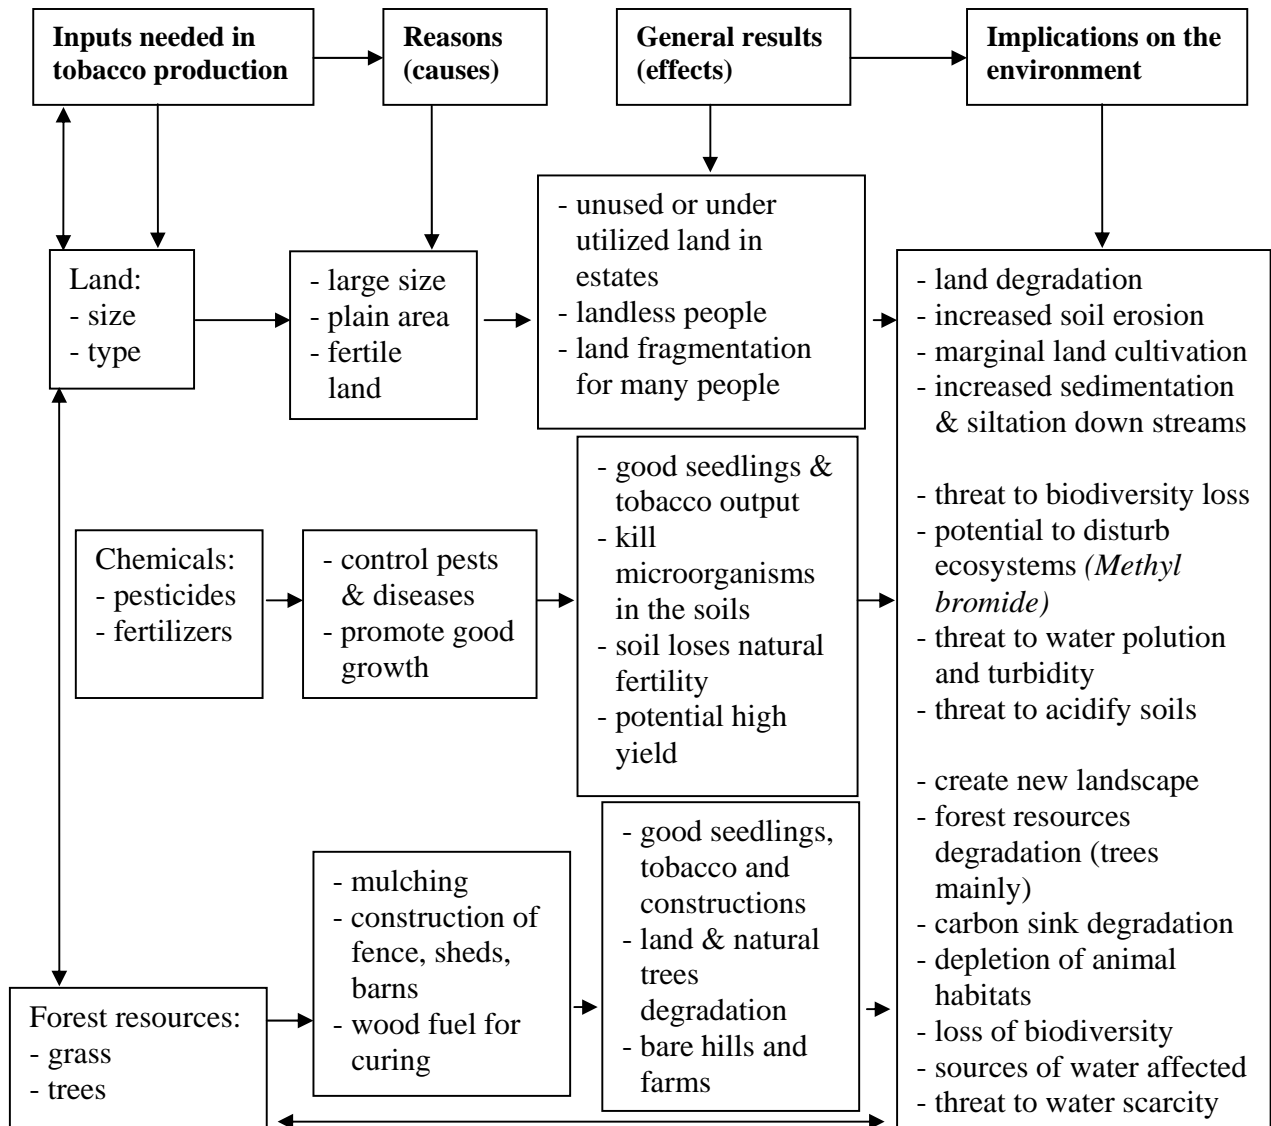 Inputs needed in
tobacco production
Reasons
(causes)
General results
(effects)
Implications on the
environment
Land:
- size
- type
- large size
- plain area
- fertile
land
- unused or under
utilized land in
estates
- landless people
- land fragmentation
for many people
Chemicals:
- pesticides
- fertilizers
- control pests
& diseases
- promote good
growth
- good seedlings &
tobacco output
- kill
microorganisms
in the soils
- soil loses natural
fertility
- potential high
yield
Forest resources:
- grass
- trees
- mulching
- construction of
fence, sheds,
barns
- wood fuel for
curing
- good seedlings,
tobacco and
constructions
- land & natural
trees
degradation
- bare hills and
farms
- land degradation
- increased soil erosion
- marginal land cultivation
- increased sedimentation
& siltation down streams
- threat to biodiversity loss
- potential to disturb
ecosystems (Methyl
bromide)
- threat to water polution
and turbidity
- threat to acidify soils
- create new landscape
- forest resources
degradation (trees
mainly)
- carbon sink degradation
- depletion of animal
habitats
- loss of biodiversity
- sources of water affected
- threat to water scarcity